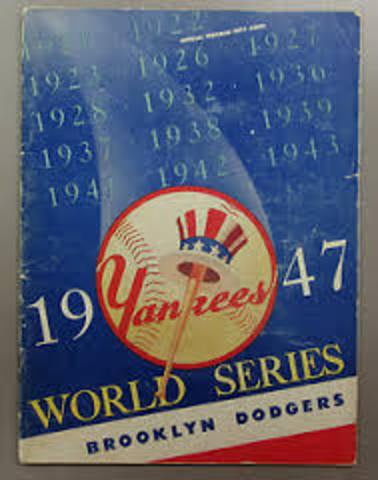 1922
1923 1926 1927
1928 1932 1936
1937 1938 1939
1941 1942 1943
19 Yankees 47
WORLD SERIES
BROOKLYN DODGERS